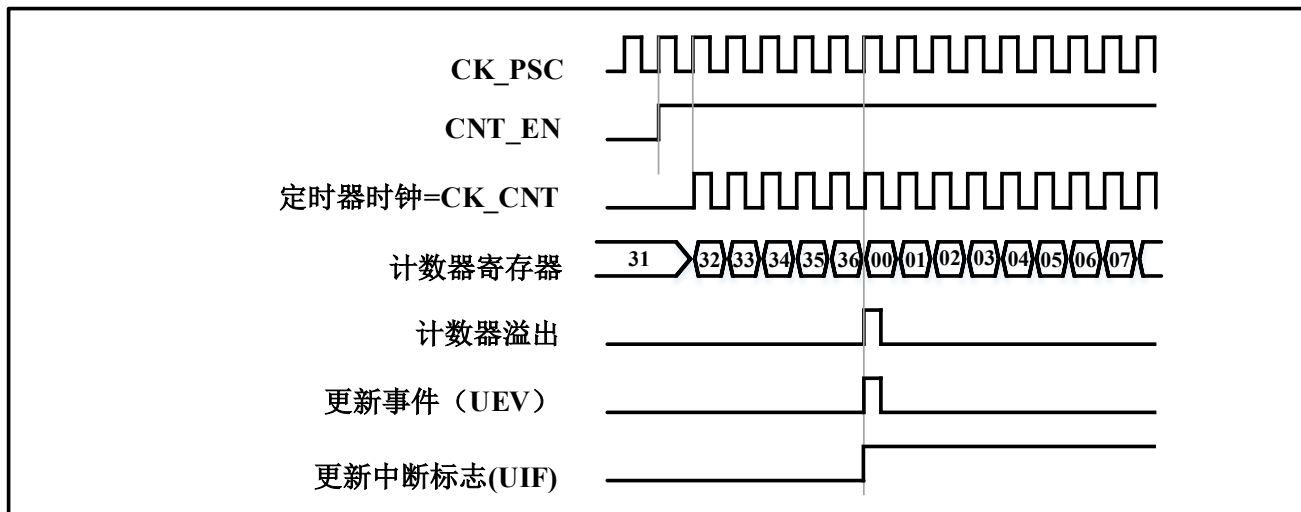 CK_PSC
CNT_EN
定时器时钟=CK_CNT
计数器寄存器 31 32 33 34 35 36 00 01 02 03 04 05 06 07
计数器溢出
更新事件（UEV）
更新中断标志(UIF)